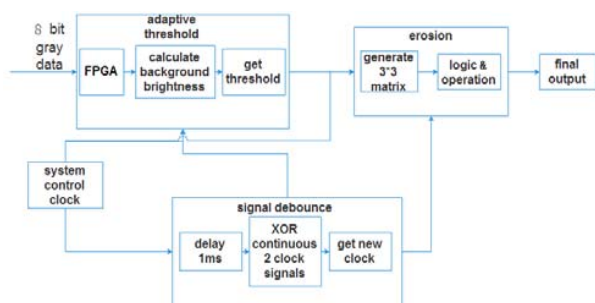 8 bit
gray
data
adaptive
threshold
FPGA
calculate
background
brightness
get
threshold
erosion
generate
3*3
matrix
logic &
operation
final
output
system
control
clock
signal debounce
delay
1ms
XOR
continuous
2 clock
signals
get new
clock